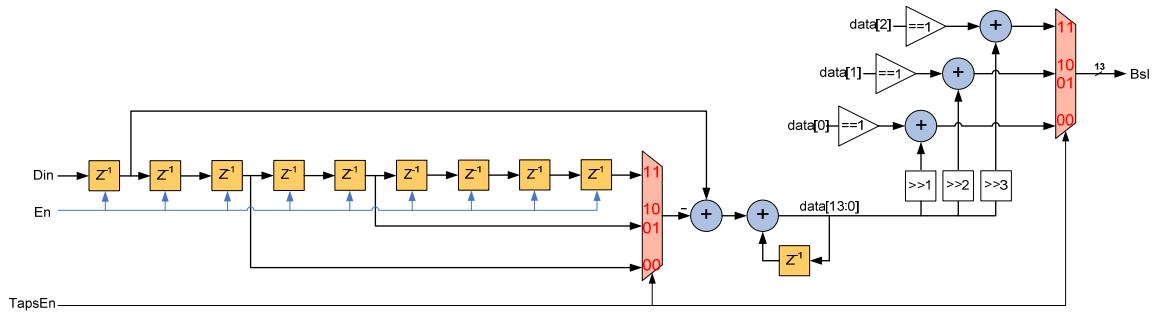 data[2]
==1
+
11
data[1]
==1
+
10
01
13
Bsl
data[0]
==1
+
00
Din
Z-1
Z-1
Z-1
Z-1
Z-1
Z-1
Z-1
Z-1
Z-1
11
>>1
>>2
>>3
En
10
01
-
+
+
data[13:0]
Z-1
00
TapsEn